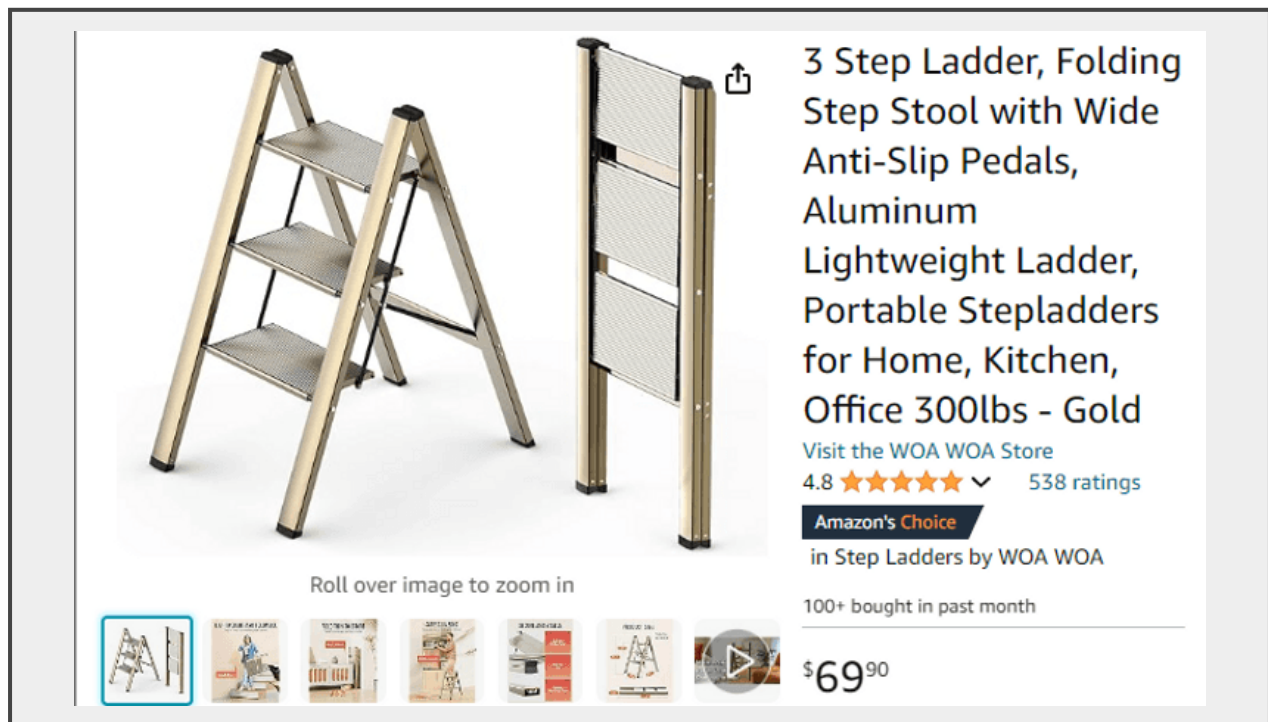 3 Step Ladder, Folding
Step Stool with Wide
Anti-Slip Pedals,
Aluminum
Lightweight Ladder,
Portable Stepladders
for Home, Kitchen,
Office 300lbs - Gold
Visit the WOA WOA Store
4.8 538 ratings
Amazon's Choice
in Step Ladders by WOA WOA
100+ bought in past month
$69.90
Roll over image to zoom in